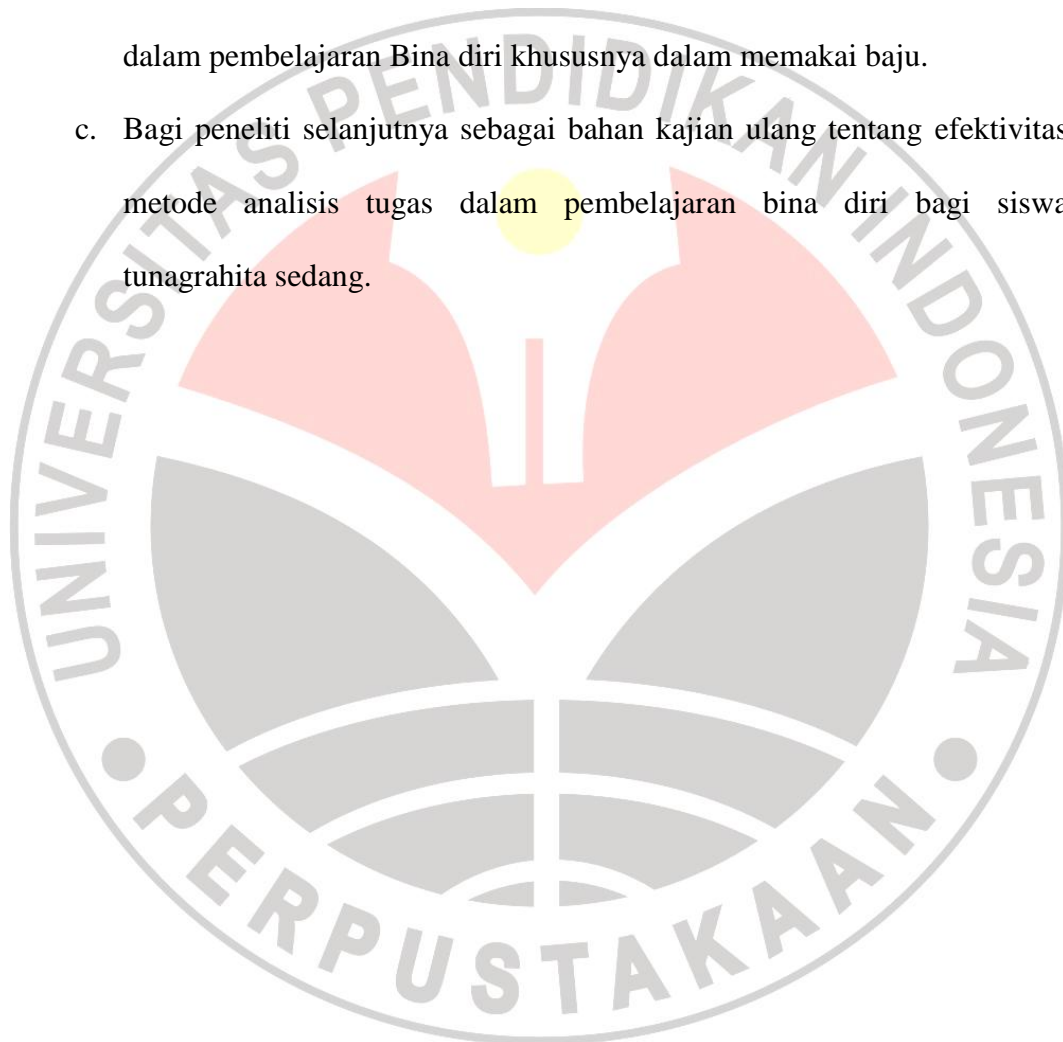 dalam pembelajaran Bina diri khususnya dalam memakai baju.
c. Bagi peneliti selanjutnya sebagai bahan kajian ulang tentang efektivitas
metode analisis tugas dalam pembelajaran bina diri bagi siswa
tunagrahita sedang.
UNIVERSITAS PENDIDIKAN INDONESIA
PERPUSTAKAAN